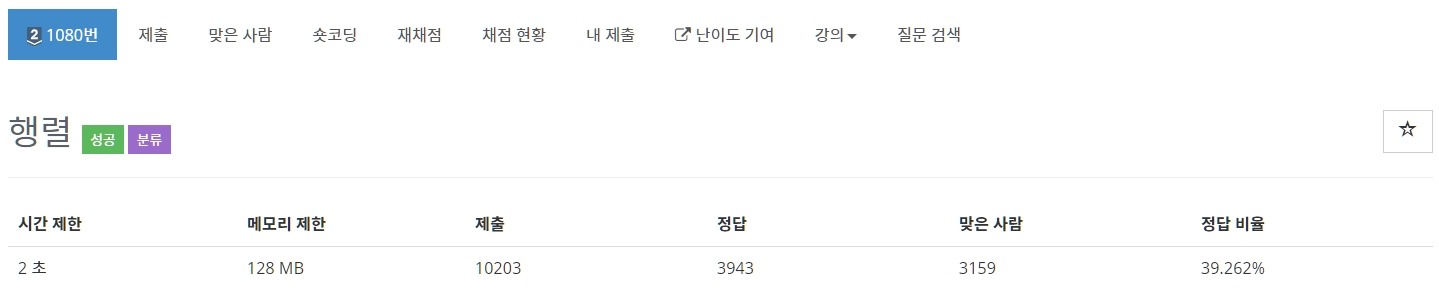 2 1080번 제출 맞은 사람 숏코딩 재채점 채점 현황 내 제출 난이도 기여 강의 질문 검색
행렬 성공 분류
시간 제한 메모리 제한 제출 정답 맞은 사람 정답 비율
2 초 128 MB 10203 3943 3159 39.262%